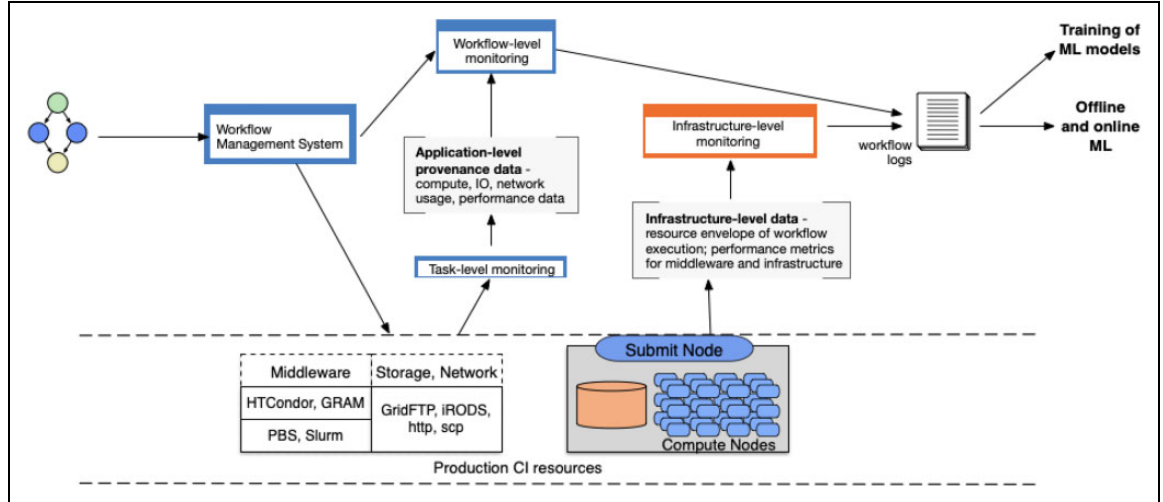 Workflow-level
monitoring
Training of
ML models
Workflow
Management System
Infrastructure-level
monitoring
workflow
logs
Offline
and online
ML
Application-level
provenance data -
compute, IO, network
usage, performance data
Infrastructure-level data -
resource envelope of workflow
execution; performance metrics
for middleware and infrastructure
Task-level monitoring
Middleware
Storage, Network
HTCondor, GRAM
PBS, Slurm
GridFTP, iRODS,
http, scp
Submit Node
Compute Nodes
Production CI resources